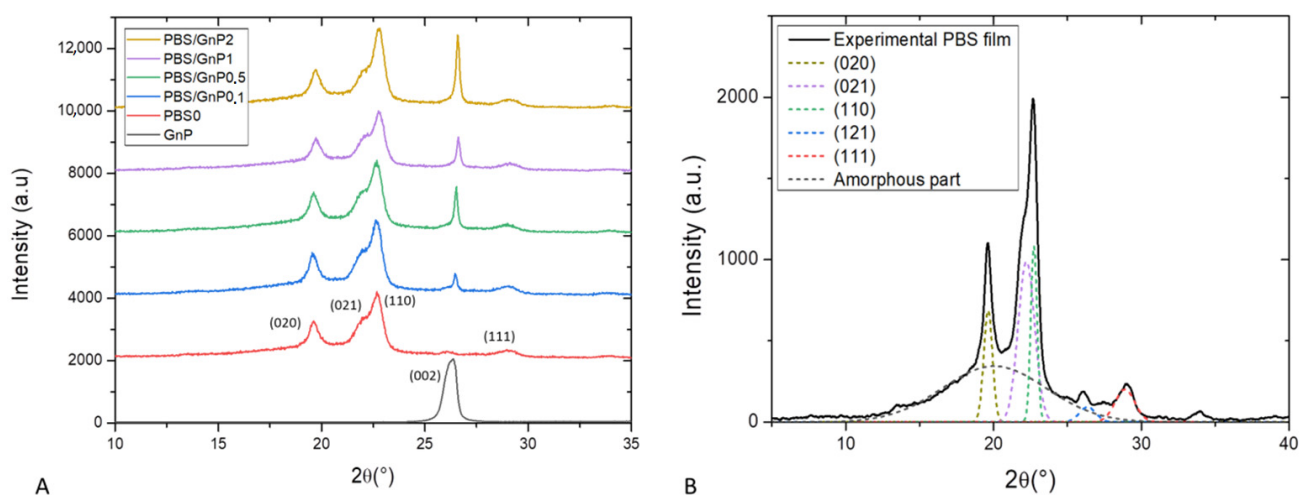 PBS/GnP2
PBS/GnP1
PBS/GnP0.5
PBS/GnP0.1
PBS0
GnP
12,000
10,000
8000
6000
4000
2000
0
Intensity (a.u)
(020)
(021)
(110)
(111)
(002)
10 15 20 25 30 35
2θ(°)
A
Experimental PBS film
(020)
(021)
(110)
(121)
(111)
Amorphous part
2000
1000
0
Intensity (a.u.)
10 20 30 40
2θ(°)
B